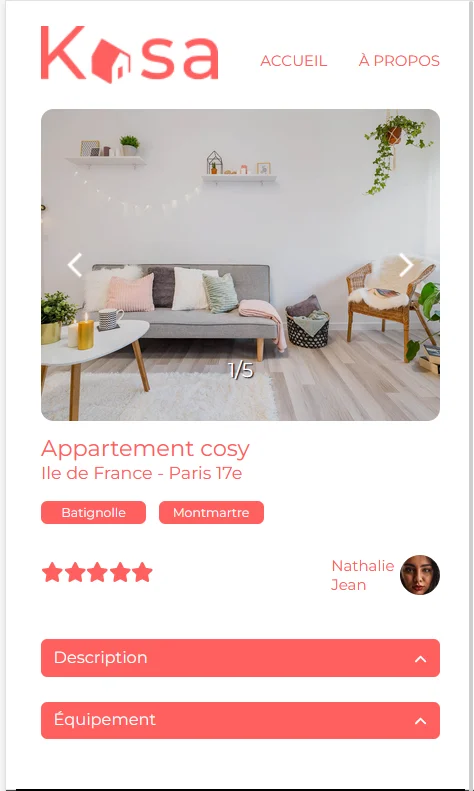 Kasa
ACCUEIL À PROPOS
1/5
Appartement cosy
Ile de France - Paris 17e
Batignolle Montmartre
Nathalie
Jean
Description
Équipement